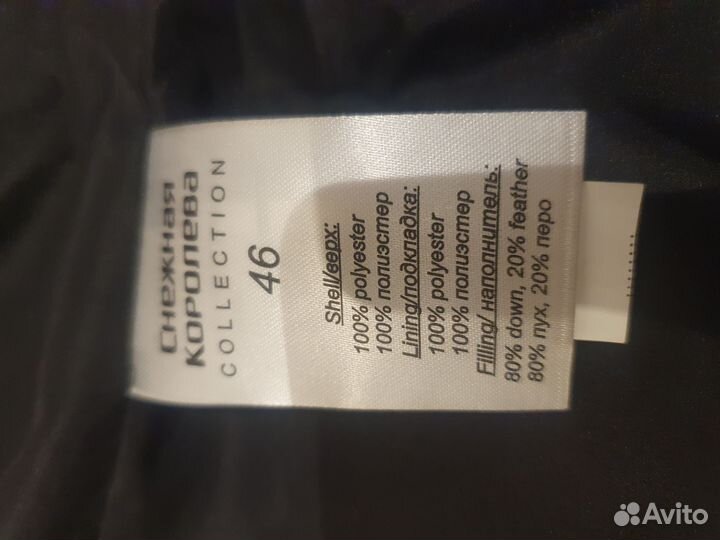 СНЕЖНАЯ
КОРОЛЕВА
COLLECTION
46
Shell/верх:
100% polyester
100% полиэстер
Lining/подкладка:
100% polyester
100% полиэстер
Filling/ наполнитель:
80% down, 20% feather
80% пух, 20% перо
Avito